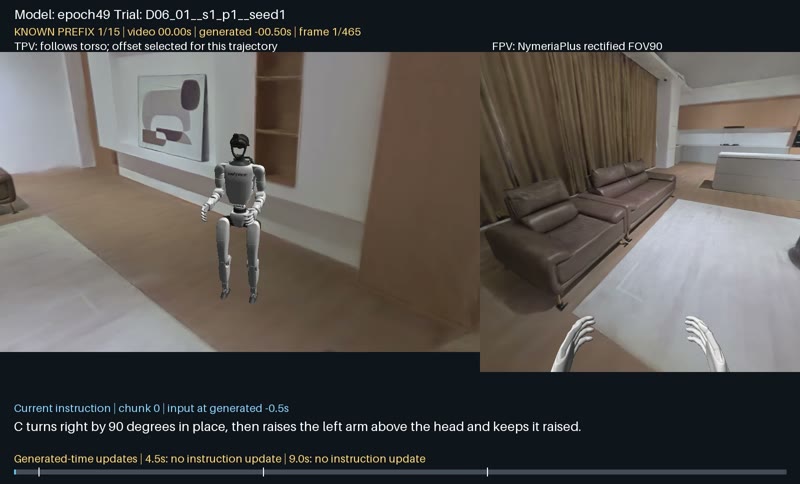 Model: epoch49 Trial: D06_01__s1_p1__seed1
KNOWN PREFIX 1/15 | video 00.00s | generated -00.50s | frame 1/465
TPV: follows torso; offset selected for this trajectory
FPV: NymeriaPlus rectified FOV90
Current instruction | chunk 0 | input at generated -0.5s
C turns right by 90 degrees in place, then raises the left arm above the head and keeps it raised.
Generated-time updates | 4.5s: no instruction update | 9.0s: no instruction update